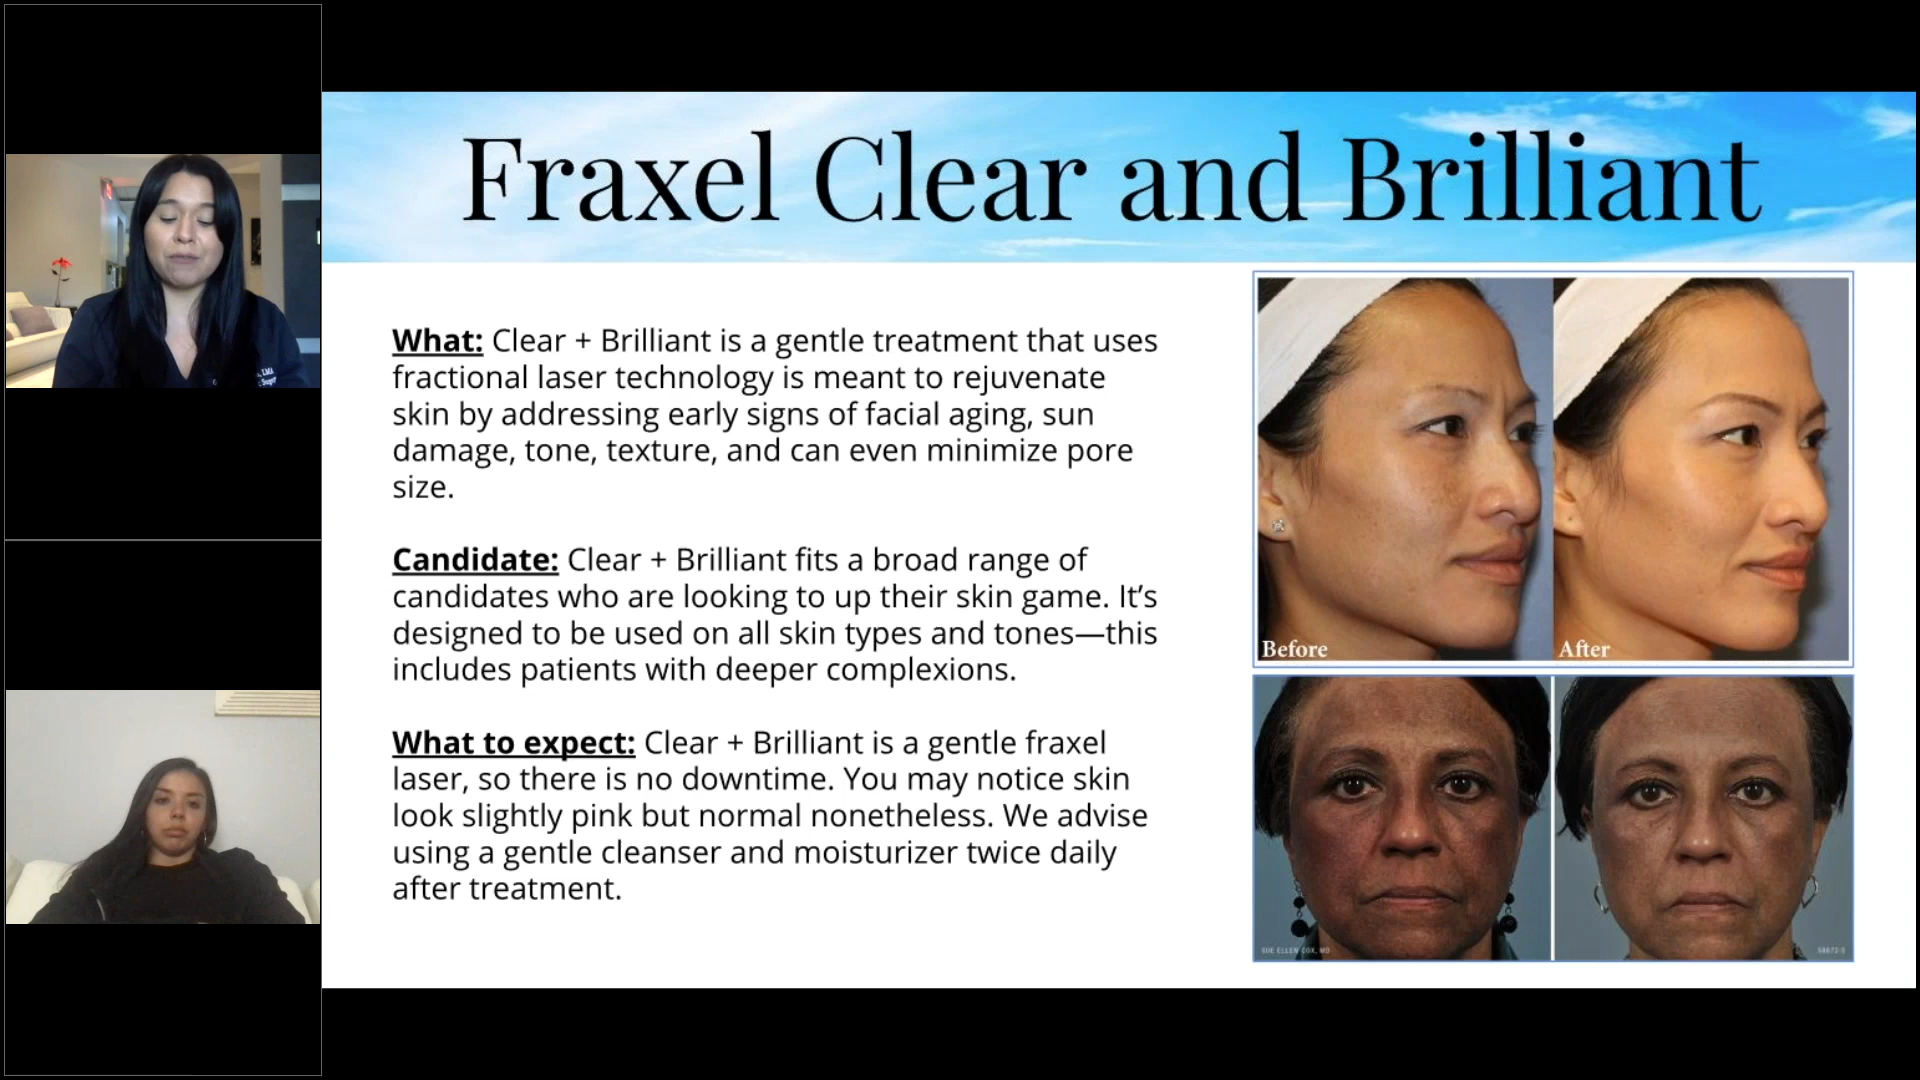 Fraxel Clear and Brilliant
What: Clear + Brilliant is a gentle treatment that uses
fractional laser technology is meant to rejuvenate
skin by addressing early signs of facial aging, sun
damage, tone, texture, and can even minimize pore
size.
Candidate: Clear + Brilliant fits a broad range of
candidates who are looking to up their skin game. It’s
designed to be used on all skin types and tones—this
includes patients with deeper complexions.
What to expect: Clear + Brilliant is a gentle fraxel
laser, so there is no downtime. You may notice skin
look slightly pink but normal nonetheless. We advise
using a gentle cleanser and moisturizer twice daily
after treatment.
Before
After
SUE ELLEN COX, MD